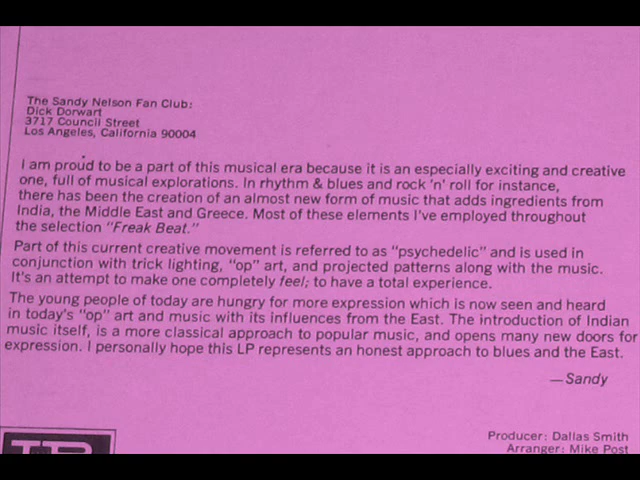 The Sandy Nelson Fan Club:
Dick Dorwart
3717 Council Street
Los Angeles, California 90004
I am proud to be a part of this musical era because it is an especially exciting and creative
one, full of musical explorations. In rhythm & blues and rock 'n' roll for instance,
there has been the creation of an almost new form of music that adds ingredients from
India, the Middle East and Greece. Most of these elements I've employed throughout
the selection "Freak Beat."
Part of this current creative movement is referred to as "psychedelic" and is used in
conjunction with trick lighting, "op" art, and projected patterns along with the music.
It's an attempt to make one completely feel; to have a total experience.
The young people of today are hungry for more expression which is now seen and heard
in today's "op" art and music with its influences from the East. The introduction of Indian
music itself, is a more classical approach to popular music, and opens many new doors for
expression. I personally hope this LP represents an honest approach to blues and the East.
—Sandy
Producer: Dallas Smith
Arranger: Mike Post